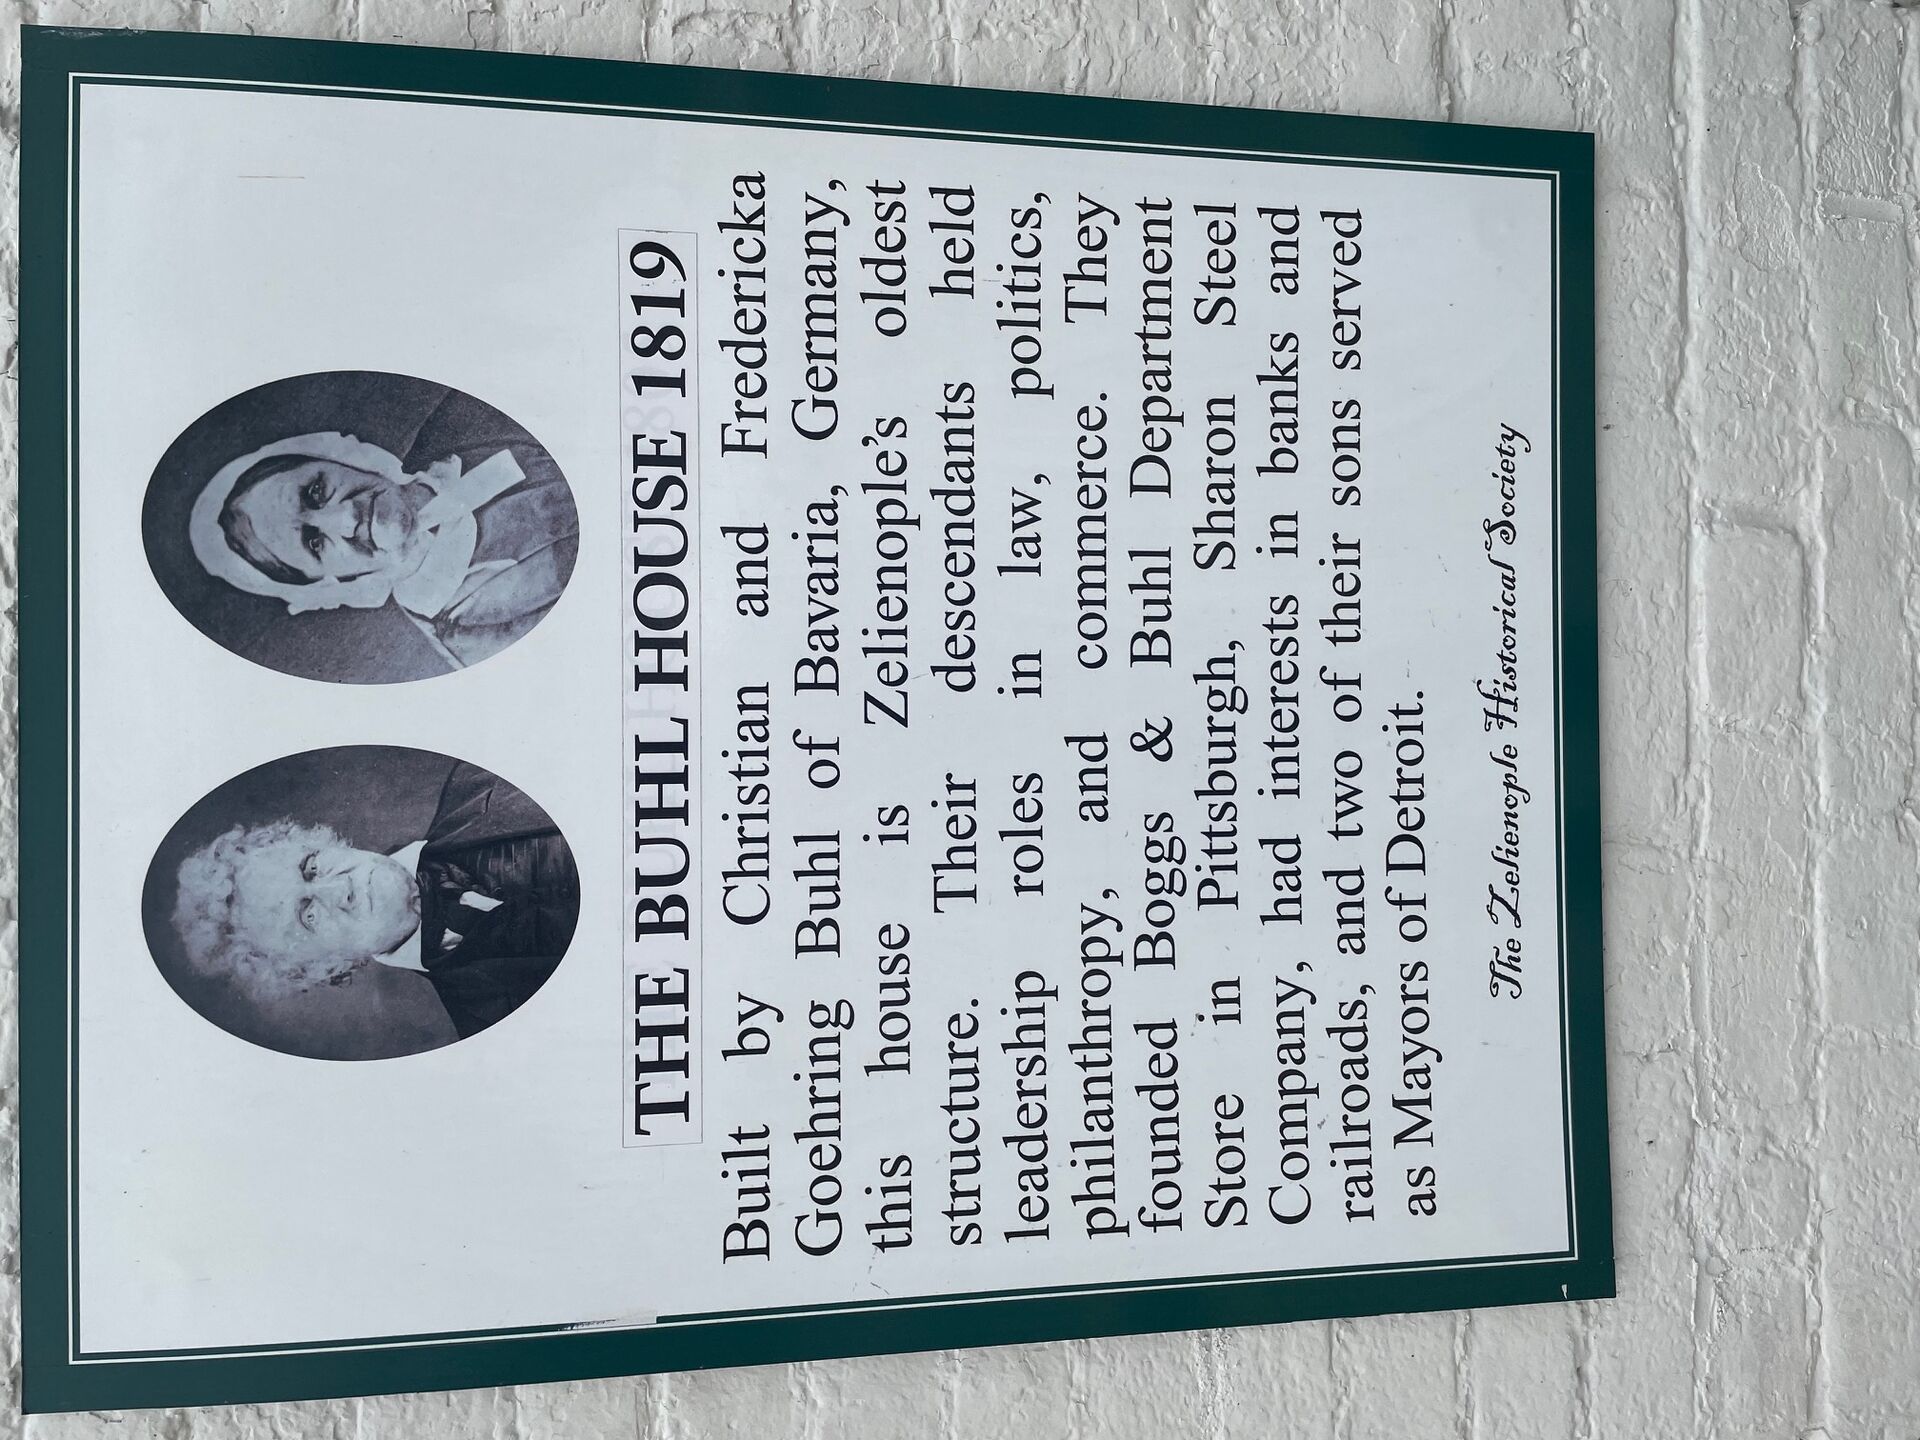 THE BUHL HOUSE 1819
Built by Christian and Fredericka
Goehring Buhl of Bavaria, Germany,
this house is Zelienople's oldest
structure. Their descendants held
leadership roles in law, politics,
philanthropy, and commerce. They
founded Boggs & Buhl Department
Store in Pittsburgh, Sharon Steel
Company, had interests in banks and
railroads, and two of their sons served
as Mayors of Detroit.
The Zelienople Historical Society